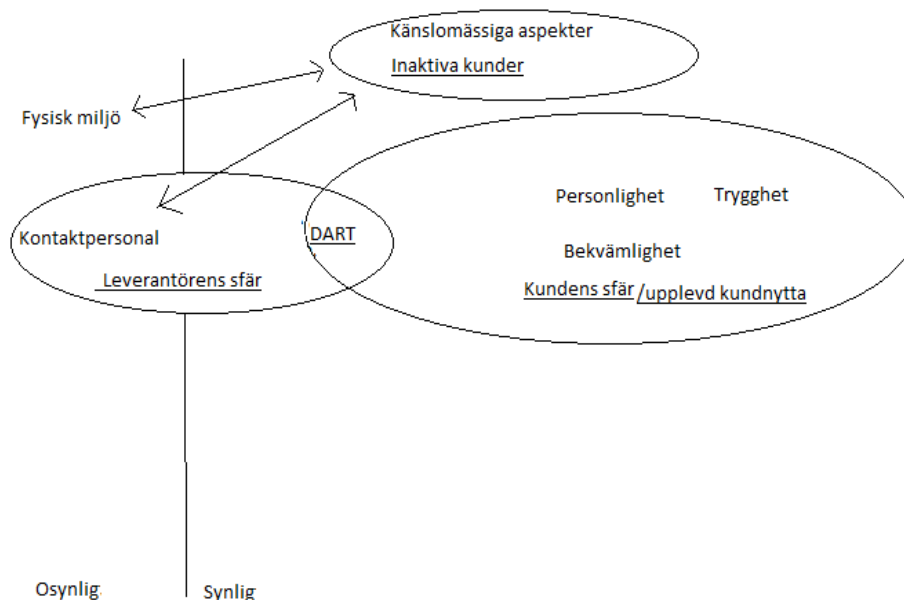 Känslomässiga aspekter
Inaktiva kunder
Fysisk miljö
Personlighet
Trygghet
Kontaktpersonal
DART
Bekvämlighet
Leverantörens sfär
Kundens sfär/upplevd kundnytta
Osynlig
Synlig